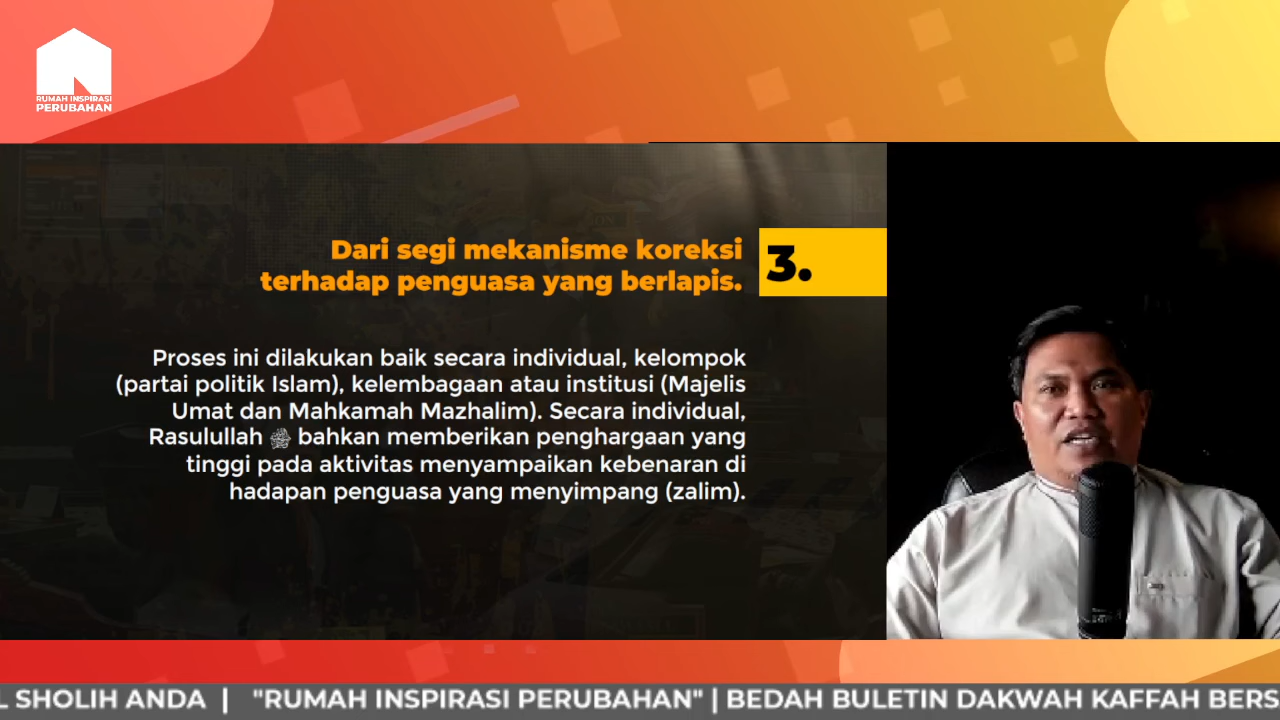 RUMAH INSPIRASI
PERUBAHAN
Dari segi mekanisme koreksi
terhadap penguasa yang berlapis.
3.
Proses ini dilakukan baik secara individual, kelompok
(partai politik Islam), kelembagaan atau institusi (Majelis
Umat dan Mahkamah Mazhalim). Secara individual,
Rasulullah ﷺ bahkan memberikan penghargaan yang
tinggi pada aktivitas menyampaikan kebenaran di
hadapan penguasa yang menyimpang (zalim).
L SHOLIH ANDA | "RUMAH INSPIRASI PERUBAHAN" | BEDAH BULETIN DAKWAH KAFFAH BERS